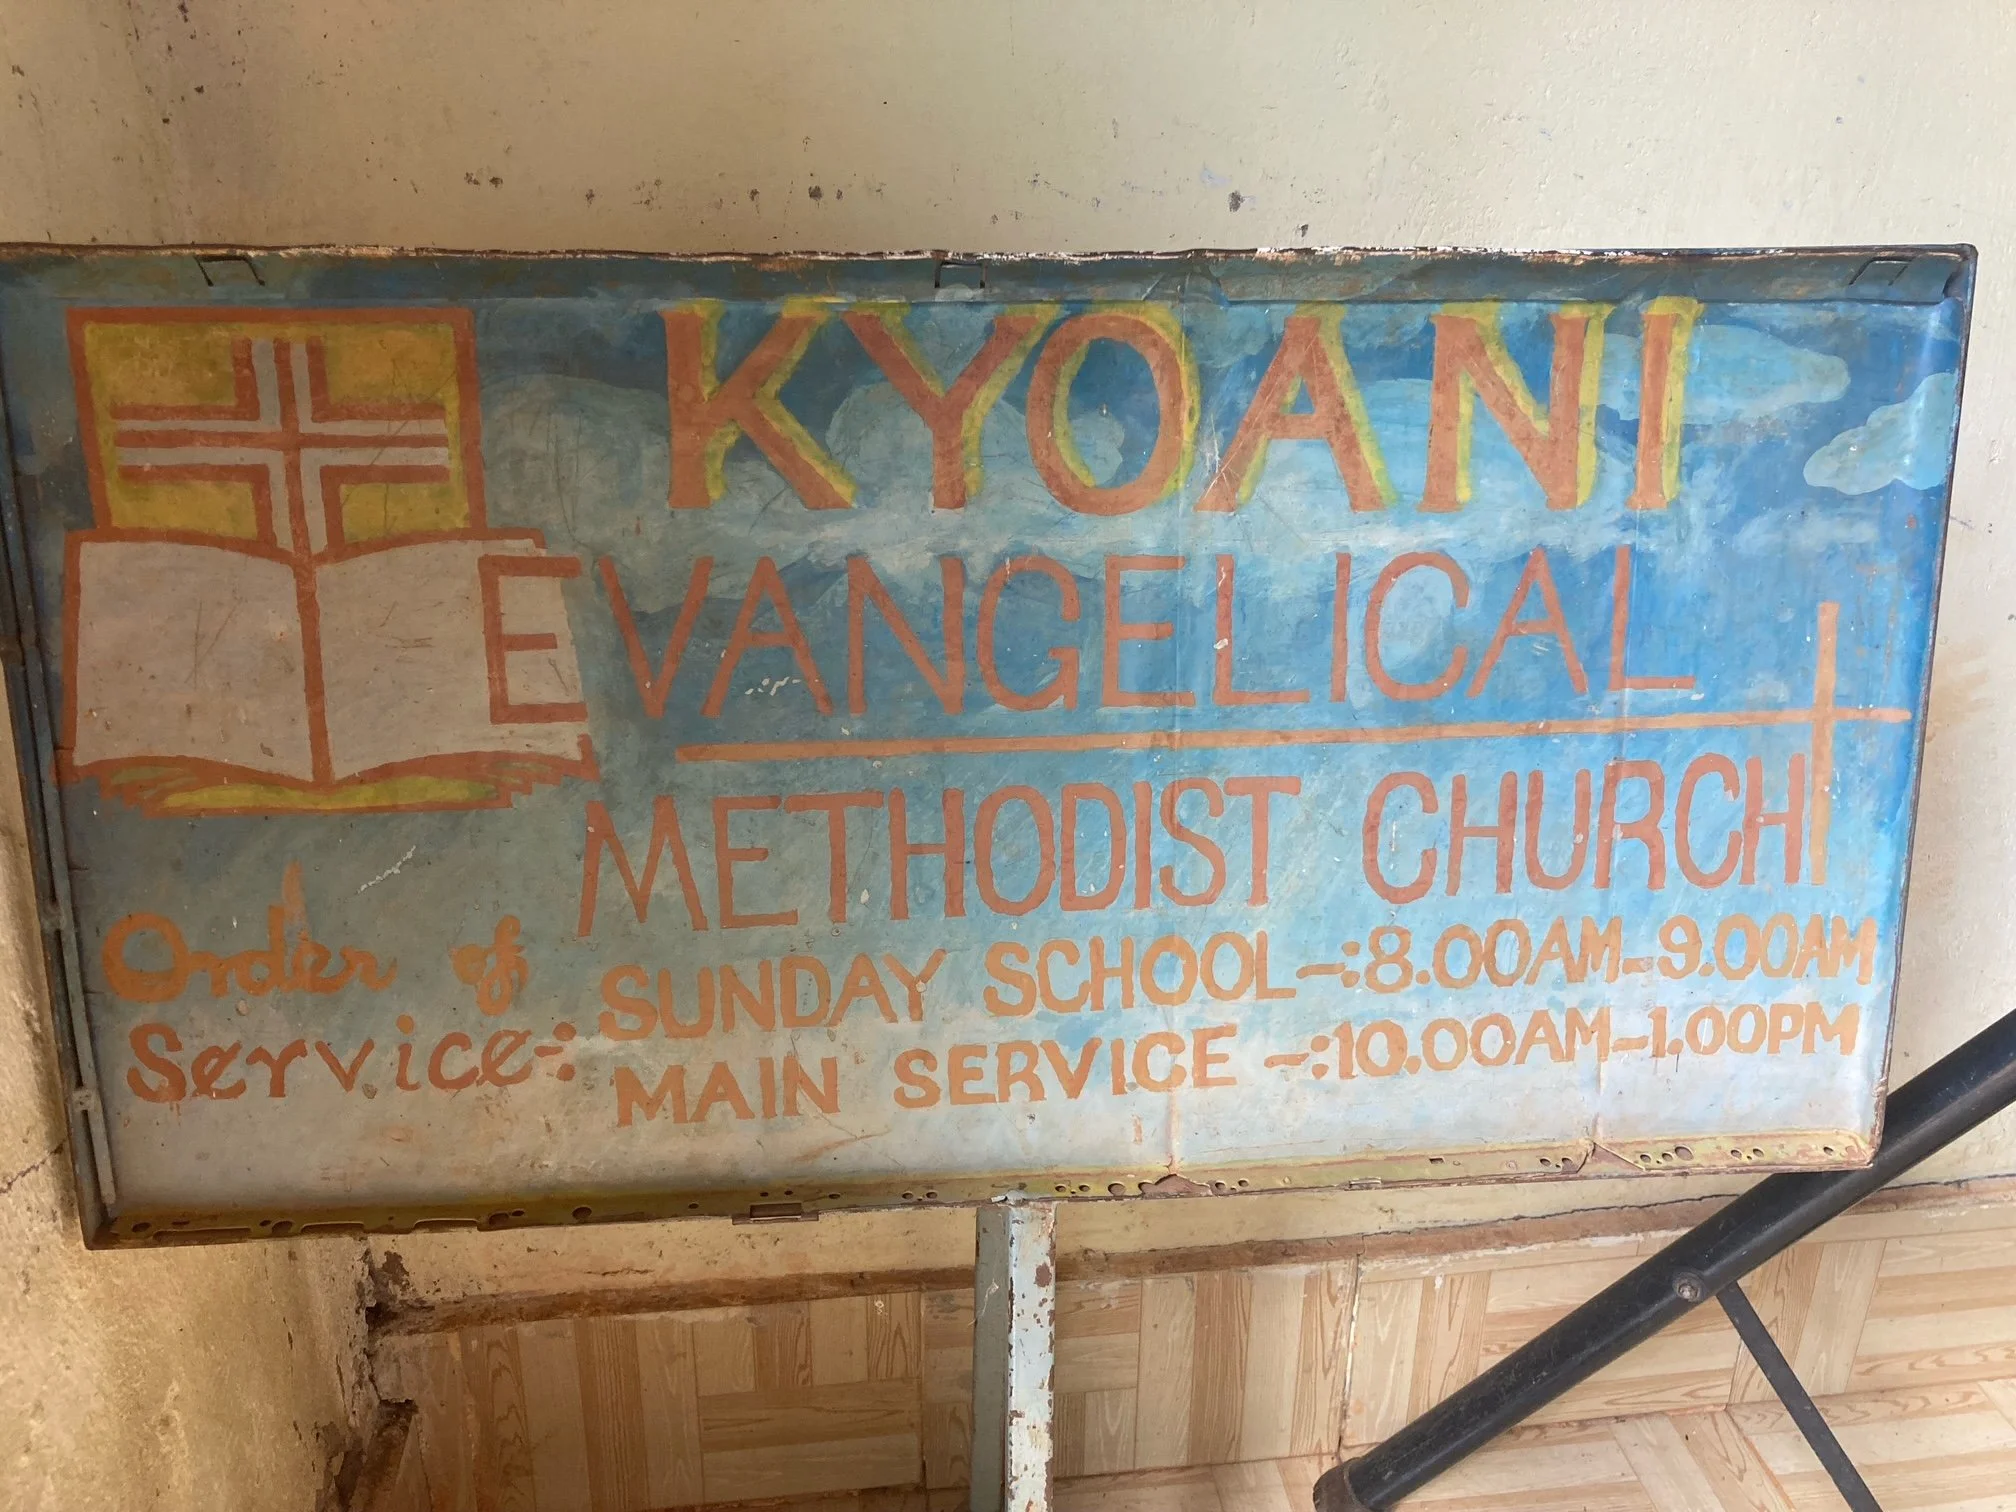 KYOANI
EVANGELICAL
METHODIST CHURCH
Order of
Service-:
SUNDAY SCHOOL-:8.00AM-9.00AM
MAIN SERVICE -:10.00AM-1.00PM